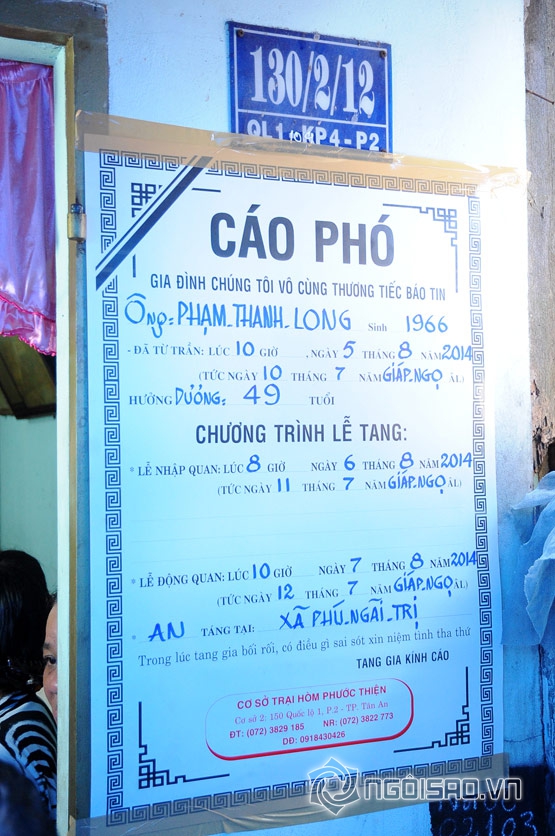 130/2/12
QL1 KP4 - P2
CÁO PHÓ
GIA ĐÌNH CHÚNG TÔI VÔ CÙNG THƯƠNG TIẾC BÁO TIN
Ông: PHẠM-THANH-LONG Sinh 1966
- ĐÃ TỪ TRẦN: LÚC 10 GIỜ , NGÀY 5 THÁNG 8 NĂM 2014
(TỨC NGÀY 10 THÁNG 7 NĂM GIÁP-NGỌ ÂL)
HƯỞNG DƯƠNG: 49 TUỔI
CHƯƠNG TRÌNH LỄ TANG:
* LỄ NHẬP QUAN: LÚC 8 GIỜ NGÀY 6 THÁNG 8 NĂM 2014
(TỨC NGÀY 11 THÁNG 7 NĂM GIÁP-NGỌ ÂL)
* LỄ ĐỘNG QUAN: LÚC 10 GIỜ NGÀY 7 THÁNG 8 NĂM 2014
(TỨC NGÀY 12 THÁNG 7 NĂM GIÁP-NGỌ ÂL)
* AN TÁNG TẠI: XÃ PHÚ-NGÃI-TRỊ
Trong lúc tang gia bối rối, có điều gì sai sót xin niệm tình tha thứ
TANG GIA KÍNH CÁO
CƠ SỞ TRẠI HÒM PHƯỚC THIỆN
Cơ sở 2: 150 Quốc lộ 1, P.2 - TP. Tân An
ĐT: (072) 3829 185 NR: (072) 3822 773
DĐ: 0918430426
NGÔISAO.VN